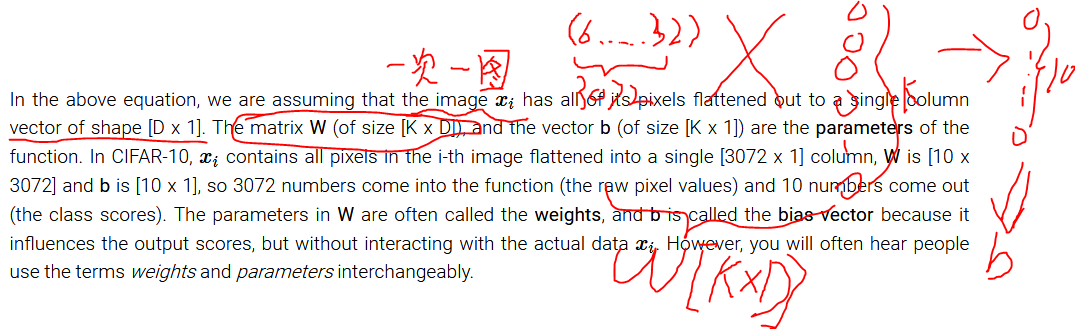 一次一图
In the above equation, we are assuming that the image xᵢ has all of its pixels flattened out to a single column
vector of shape [D x 1]. The matrix W (of size [K x D]), and the vector b (of size [K x 1]) are the parameters of the
function. In CIFAR-10, xᵢ contains all pixels in the i-th image flattened into a single [3072 x 1] column, W is [10 x
3072] and b is [10 x 1], so 3072 numbers come into the function (the raw pixel values) and 10 numbers come out
(the class scores). The parameters in W are often called the weights, and b is called the bias vector because it
influences the output scores, but without interacting with the actual data xᵢ. However, you will often hear people
use the terms weights and parameters interchangeably.
10
b
W [K x D]